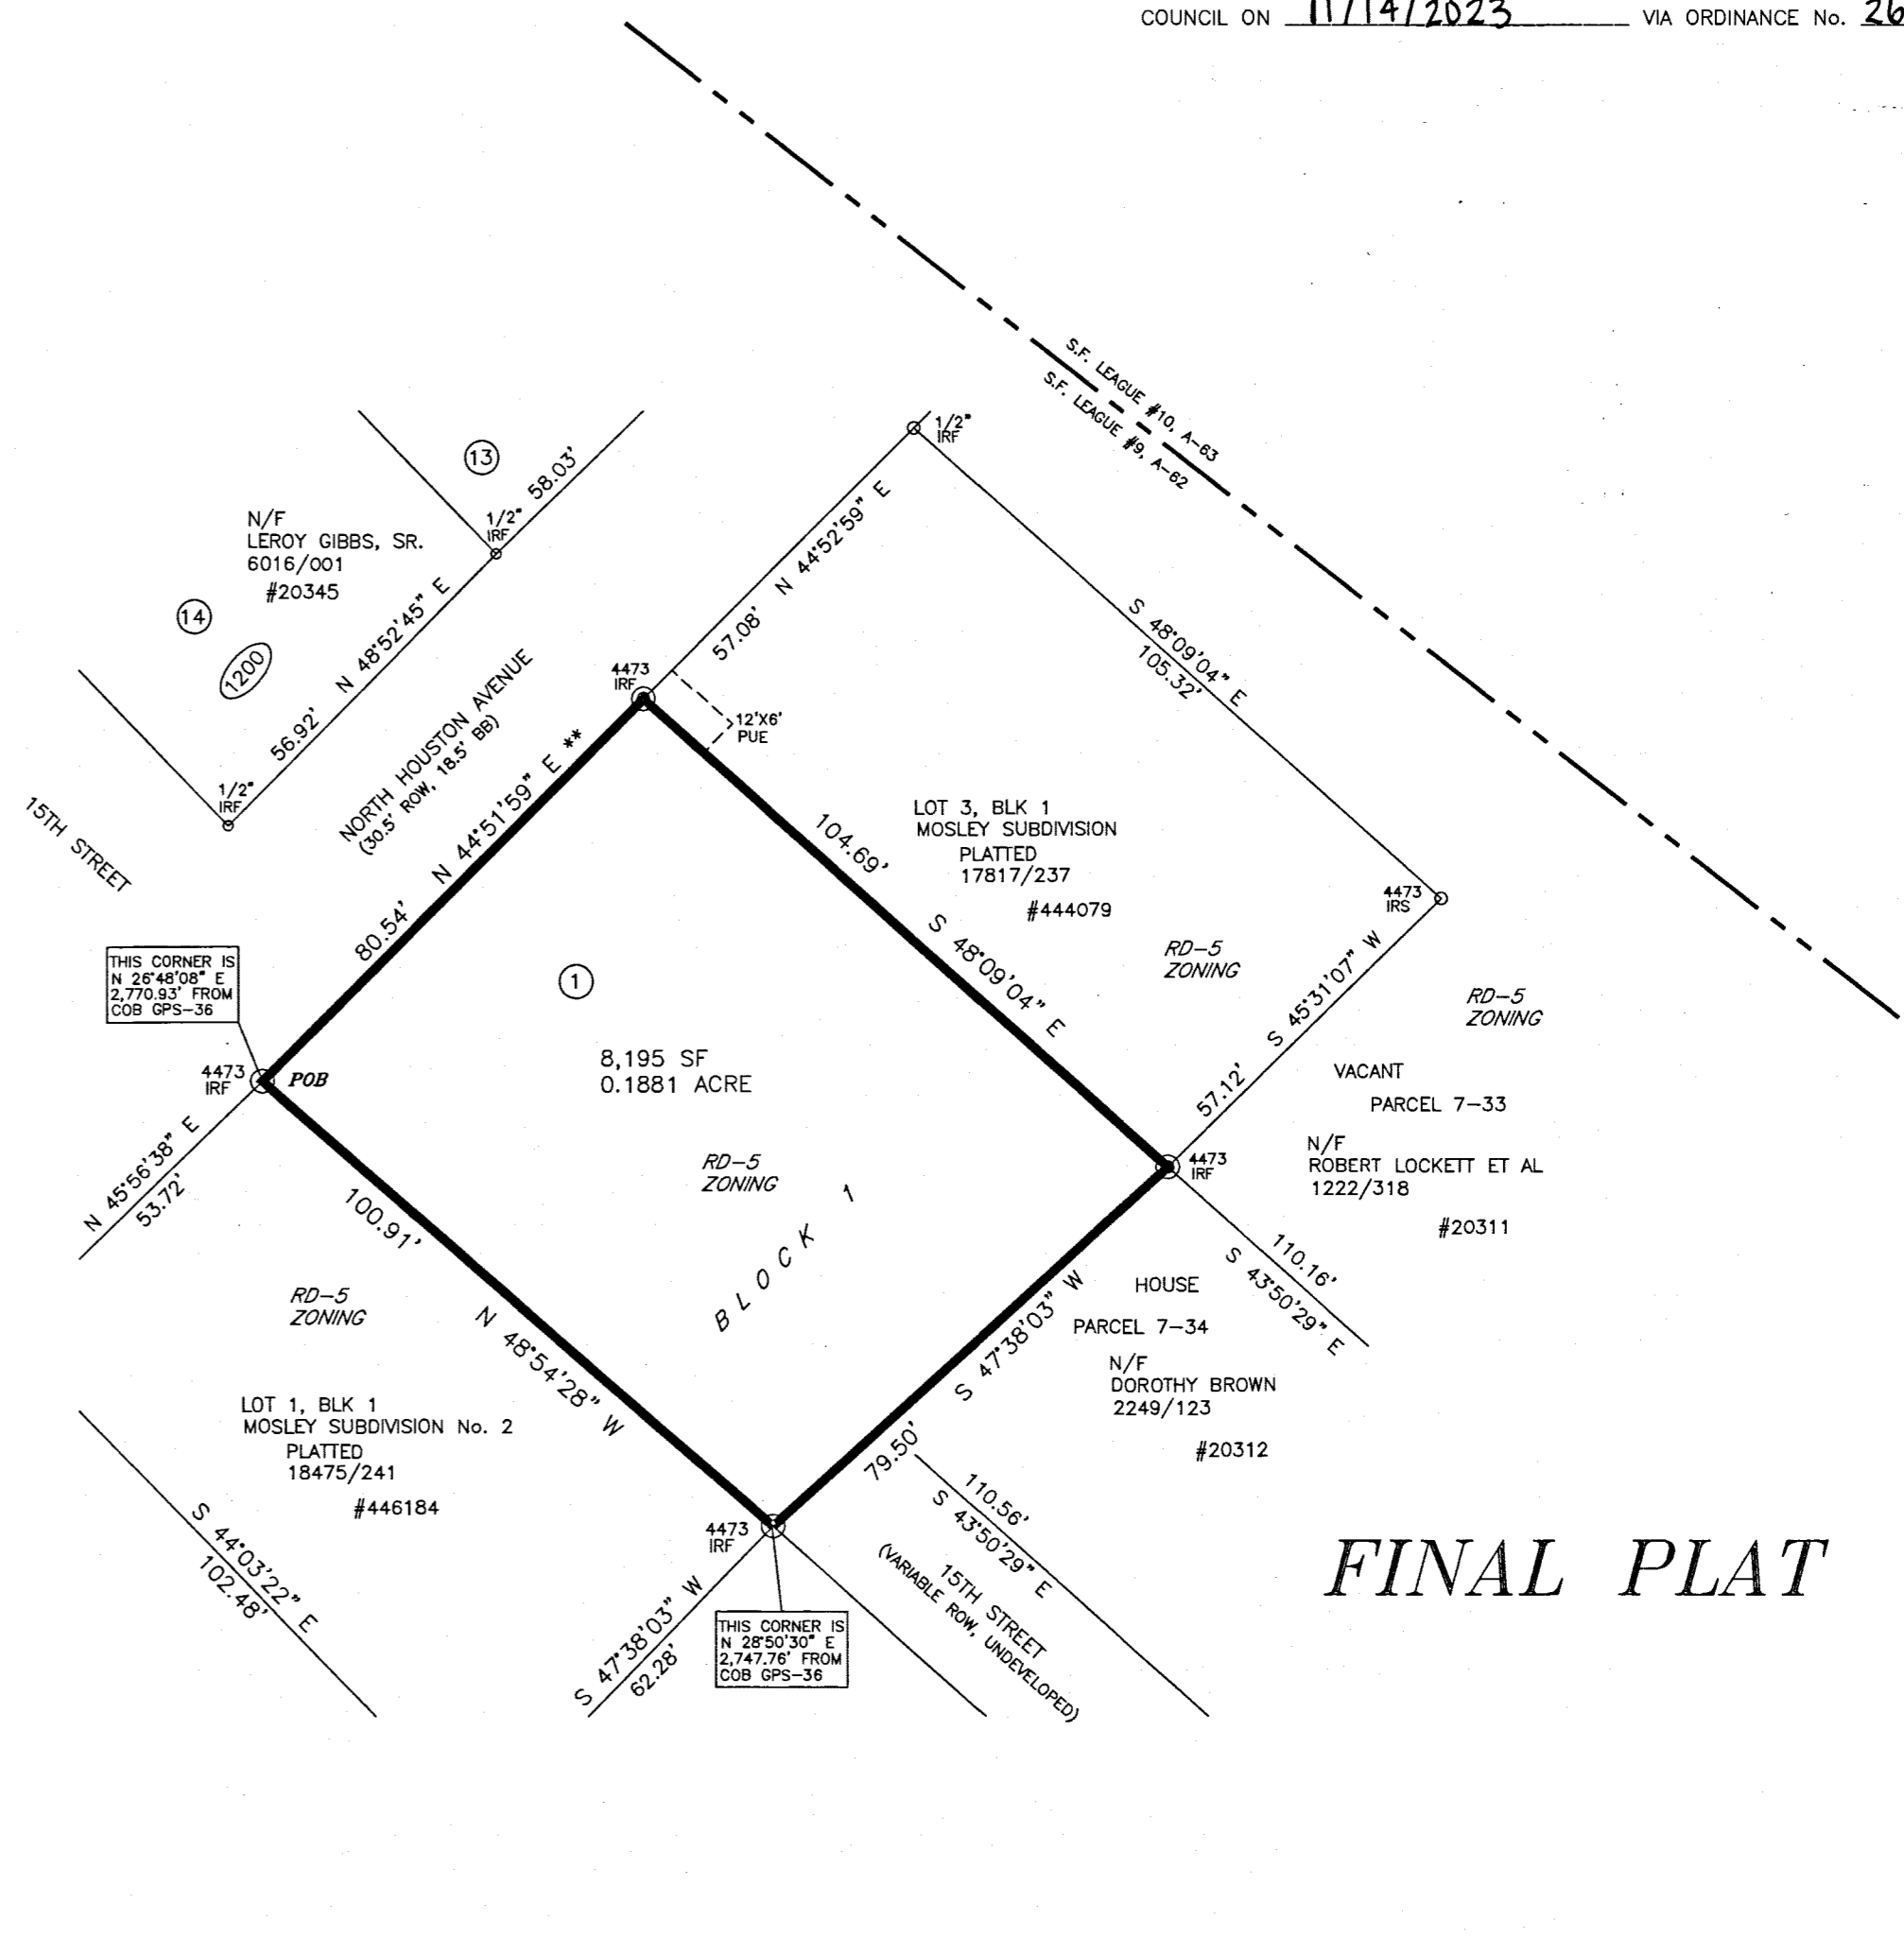 COUNCIL ON 11/14/2023 VIA ORDINANCE No. 26
S.F. LEAGUE #10, A-63
S.F. LEAGUE #9, A-62
13
58.03'
1/2"
IRF
1/2"
IRF
N/F
LEROY GIBBS, SR.
6016/001
#20345
14
1200
N 48°52'45" E
56.92'
1/2"
IRF
N 44°52'59" E
57.08'
S 48°09'04" E
105.32'
4473
IRF
12'X6'
PUE
NORTH HOUSTON AVENUE
(30.5' ROW, 18.5' BB)
15TH STREET
N 44°51'59" E **
80.54'
104.69'
S 48°09'04" E
LOT 3, BLK 1
MOSLEY SUBDIVISION
PLATTED
17817/237
#444079
4473
IRS
RD-5
ZONING
RD-5
ZONING
S 45°31'07" W
57.12'
THIS CORNER IS
N 26°48'08" E
2,770.93' FROM
COB GPS-36
1
8,195 SF
0.1881 ACRE
4473
IRF
POB
VACANT
PARCEL 7-33
N/F
ROBERT LOCKETT ET AL
1222/318
#20311
4473
IRF
RD-5
ZONING
BLOCK 1
N 45°56'38" E
53.72'
100.91'
N 48°54'28" W
110.16'
S 43°50'29" E
HOUSE
PARCEL 7-34
N/F
DOROTHY BROWN
2249/123
#20312
S 47°38'03" W
79.50'
RD-5
ZONING
LOT 1, BLK 1
MOSLEY SUBDIVISION No. 2
PLATTED
18475/241
#446184
S 44°03'22" E
102.48'
4473
IRF
110.56'
S 43°50'29" E
15TH STREET
(VARIABLE ROW, UNDEVELOPED)
S 47°38'03" W
62.28'
THIS CORNER IS
N 28°50'30" E
2,747.76' FROM
COB GPS-36
FINAL PLAT